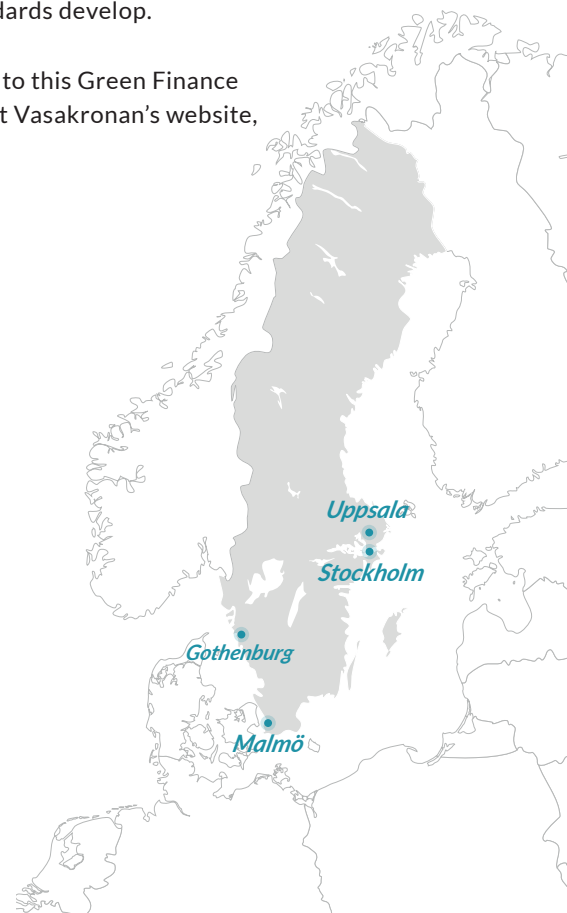 dards develop.
to this Green Finance
t Vasakronan's website,
Uppsala
Stockholm
Gothenburg
Malmö